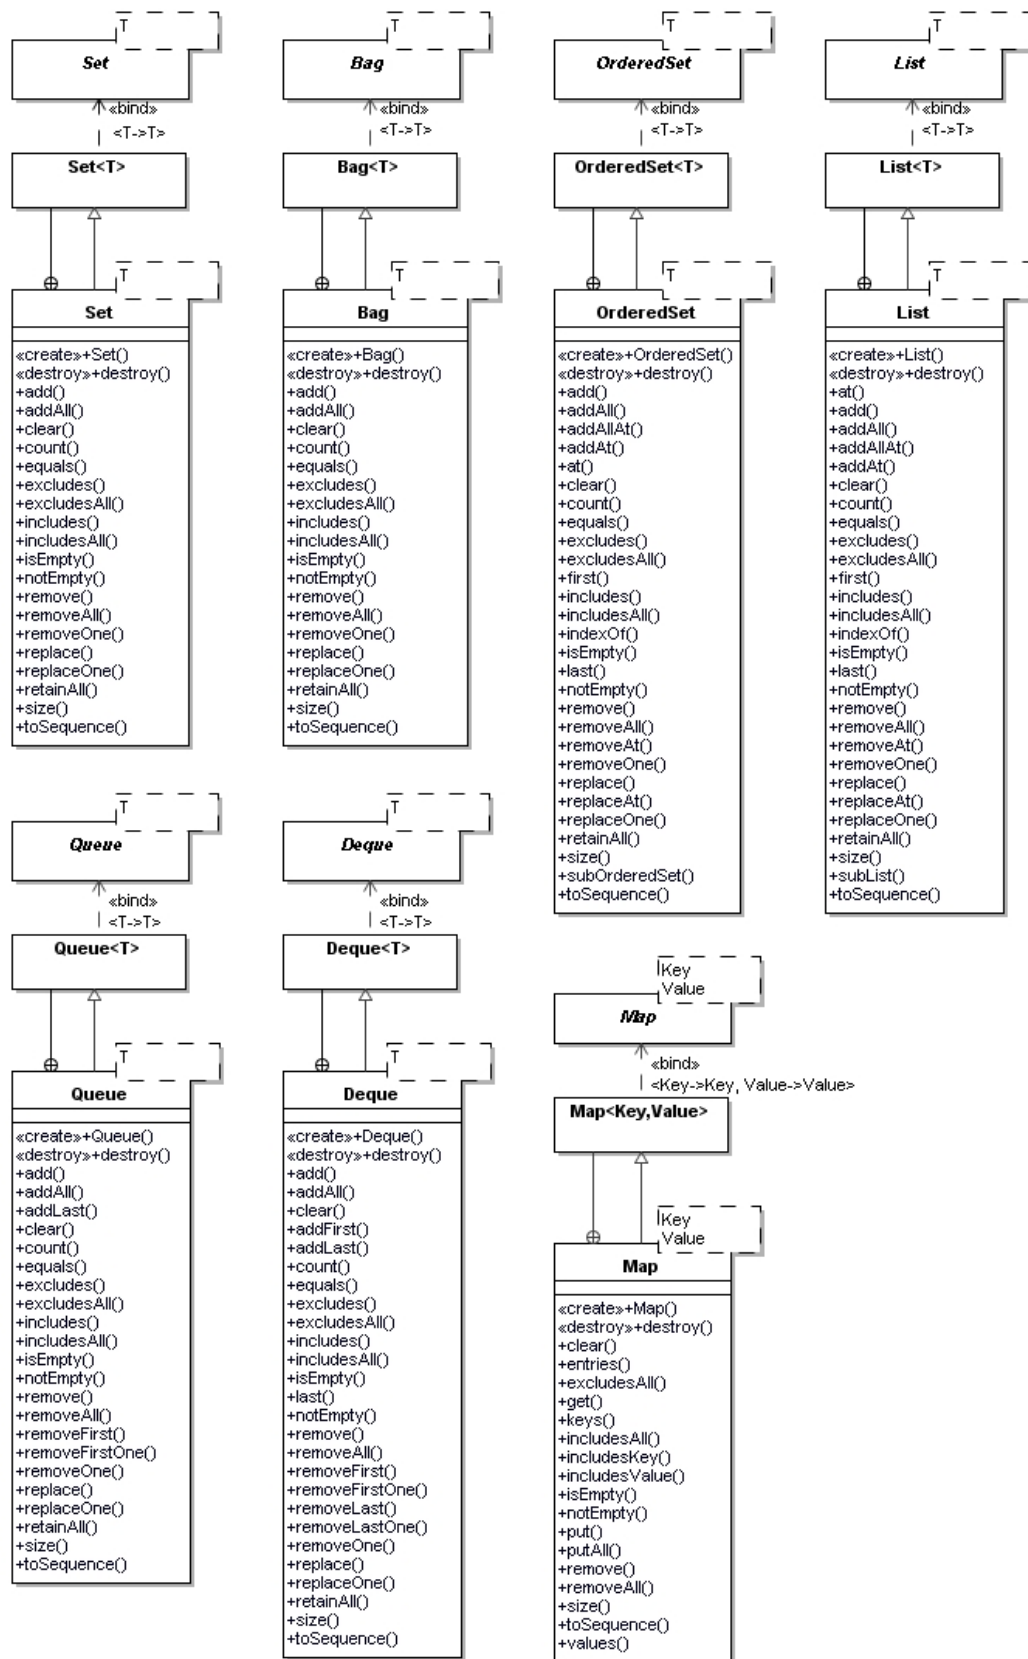 T
Set
«bind»
<T->T>
Set<T>
T
Set
«create»+Set()
«destroy»+destroy()
+add()
+addAll()
+clear()
+count()
+equals()
+excludes()
+excludesAll()
+includes()
+includesAll()
+isEmpty()
+notEmpty()
+remove()
+removeAll()
+removeOne()
+replace()
+replaceOne()
+retainAll()
+size()
+toSequence()
T
Bag
«bind»
<T->T>
Bag<T>
T
Bag
«create»+Bag()
«destroy»+destroy()
+add()
+addAll()
+clear()
+count()
+equals()
+excludes()
+excludesAll()
+includes()
+includesAll()
+isEmpty()
+notEmpty()
+remove()
+removeAll()
+removeOne()
+replace()
+replaceOne()
+retainAll()
+size()
+toSequence()
T
OrderedSet
«bind»
<T->T>
OrderedSet<T>
T
OrderedSet
«create»+OrderedSet()
«destroy»+destroy()
+add()
+addAll()
+addAllAt()
+addAt()
+at()
+clear()
+count()
+equals()
+excludes()
+excludesAll()
+first()
+includes()
+includesAll()
+indexOf()
+isEmpty()
+last()
+notEmpty()
+remove()
+removeAll()
+removeAt()
+removeOne()
+replace()
+replaceAt()
+replaceOne()
+retainAll()
+size()
+subOrderedSet()
+toSequence()
T
List
«bind»
<T->T>
List<T>
T
List
«create»+List()
«destroy»+destroy()
+at()
+add()
+addAll()
+addAllAt()
+addAt()
+clear()
+count()
+equals()
+excludes()
+excludesAll()
+first()
+includes()
+includesAll()
+indexOf()
+isEmpty()
+last()
+notEmpty()
+remove()
+removeAll()
+removeAt()
+removeOne()
+replace()
+replaceAt()
+replaceOne()
+retainAll()
+size()
+subList()
+toSequence()
T
Queue
«bind»
<T->T>
Queue<T>
T
Queue
«create»+Queue()
«destroy»+destroy()
+add()
+addAll()
+addLast()
+clear()
+count()
+equals()
+excludes()
+excludesAll()
+includes()
+includesAll()
+isEmpty()
+notEmpty()
+remove()
+removeAll()
+removeFirst()
+removeFirstOne()
+removeOne()
+replace()
+replaceOne()
+retainAll()
+size()
+toSequence()
T
Deque
«bind»
<T->T>
Deque<T>
T
Deque
«create»+Deque()
«destroy»+destroy()
+add()
+addAll()
+clear()
+addFirst()
+addLast()
+count()
+equals()
+excludes()
+excludesAll()
+includes()
+includesAll()
+isEmpty()
+last()
+notEmpty()
+remove()
+removeAll()
+removeFirst()
+removeFirstOne()
+removeLast()
+removeLastOne()
+removeOne()
+replace()
+replaceOne()
+retainAll()
+size()
+toSequence()
Key
Value
Map
«bind»
<Key->Key, Value->Value>
Map<Key,Value>
Key
Value
Map
«create»+Map()
«destroy»+destroy()
+clear()
+entries()
+excludesAll()
+get()
+keys()
+includesAll()
+includesKey()
+includesValue()
+isEmpty()
+notEmpty()
+put()
+putAll()
+remove()
+removeAll()
+size()
+toSequence()
+values()